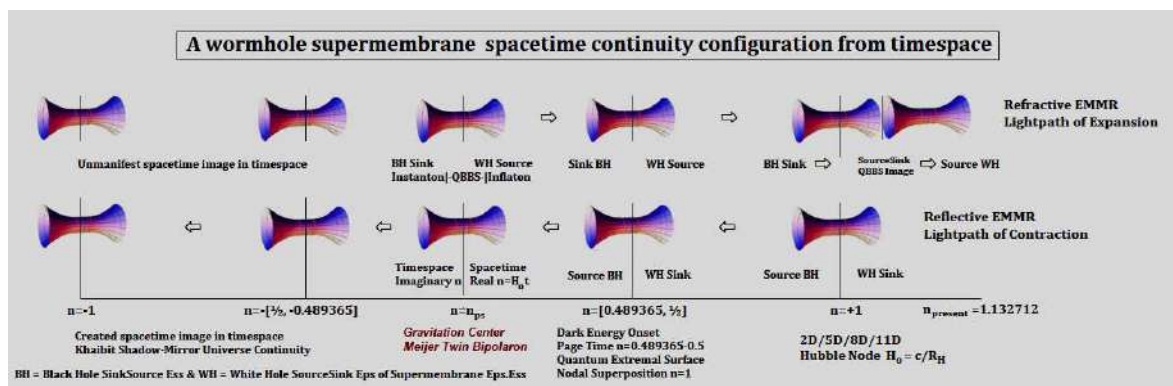 A wormhole supermembrane spacetime continuity configuration from timespace
Refractive EMMR
Lightpath of Expansion
Unmanifest spacetime image in timespace
BH Sink WH Source
Instanton|-QBBS-|Inflaton
Sink BH WH Source
BH Sink ⇨ SourceSink QBBS Image ⇨ Source WH
Reflective EMMR
Lightpath of Contraction
Timespace Spacetime
Imaginary n Real n=H₀t
Source BH WH Sink
Source BH WH Sink
n=-1 n=-[½, -0.489365] n=nps n=[0.489365, ½] n=+1 npresent =1.132712
Created spacetime image in timespace
Khaibit Shadow-Mirror Universe Continuity
Gravitation Center
Meijer Twin Bipolaron
Dark Energy Onset
Page Time n=0.489365-0.5
Quantum Extremal Surface
Nodal Superposition n=1
2D/5D/8D/11D
Hubble Node H₀ = c/RH
BH = Black Hole SinkSource Ess & WH = White Hole SourceSink Eps of Supermembrane Eps.Ess